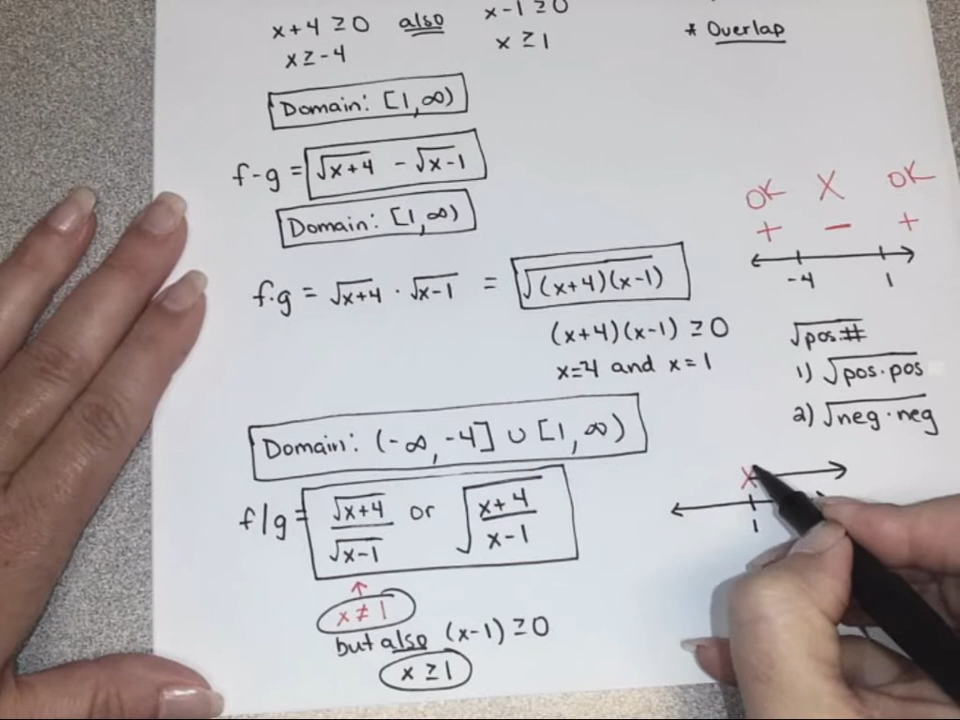 x+4 ≥0 also x-1 ≥0
x ≥ -4 x ≥ 1
* Overlap
Domain: [1, ∞)
f-g = √x+4 - √x-1
Domain: [1, ∞)
OK X OK
+ - +
-4 1
f·g = √x+4 · √x-1 = √(x+4)(x-1)
(x+4)(x-1) ≥0
x=-4 and x=1
√pos.#
1) √pos·pos
2) √neg·neg
Domain: (-∞, -4] ∪ [1, ∞)
f/g = √x+4/√x-1 or √x+4/x-1
X
1
↑
x ≠ 1
but also (x-1) ≥0
x ≥ 1